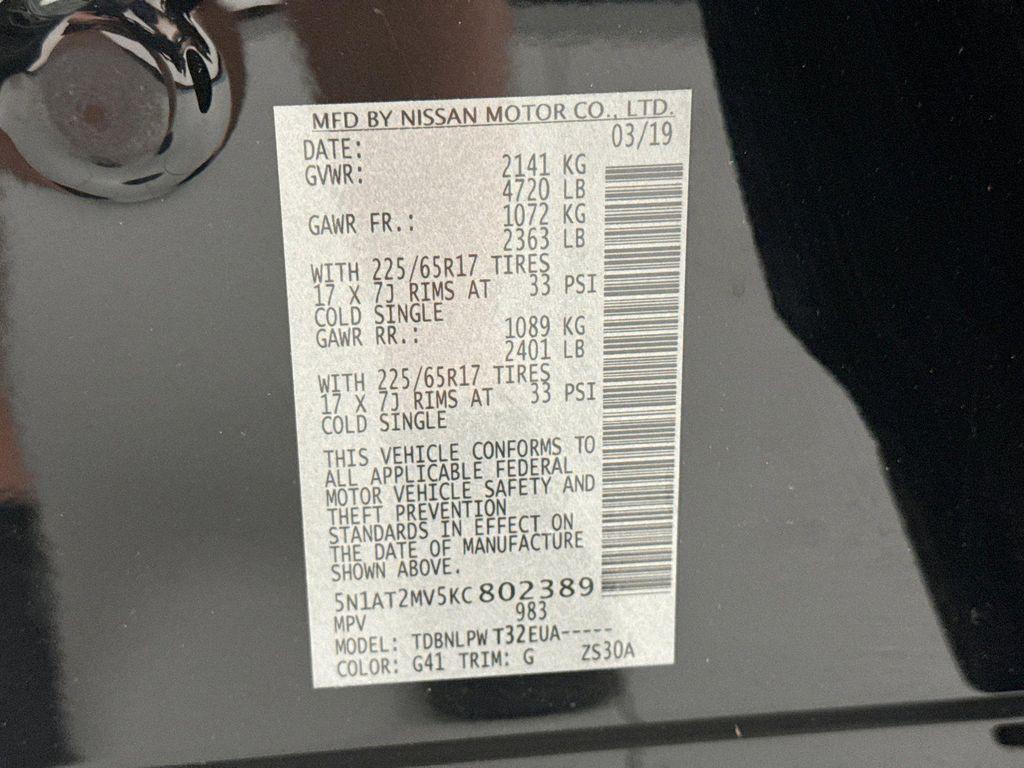 MFD BY NISSAN MOTOR CO., LTD.
DATE: 03/19
GVWR: 2141 KG
4720 LB
GAWR FR.: 1072 KG
2363 LB
WITH 225/65R17 TIRES
17 X 7J RIMS AT 33 PSI
COLD SINGLE
GAWR RR.: 1089 KG
2401 LB
WITH 225/65R17 TIRES
17 X 7J RIMS AT 33 PSI
COLD SINGLE
THIS VEHICLE CONFORMS TO
ALL APPLICABLE FEDERAL
MOTOR VEHICLE SAFETY AND
THEFT PREVENTION
STANDARDS IN EFFECT ON
THE DATE OF MANUFACTURE
SHOWN ABOVE.
5N1AT2MV5KC802389
MPV 983
MODEL: TDBNLPWT32EUA-----
COLOR: G41 TRIM: G ZS30A